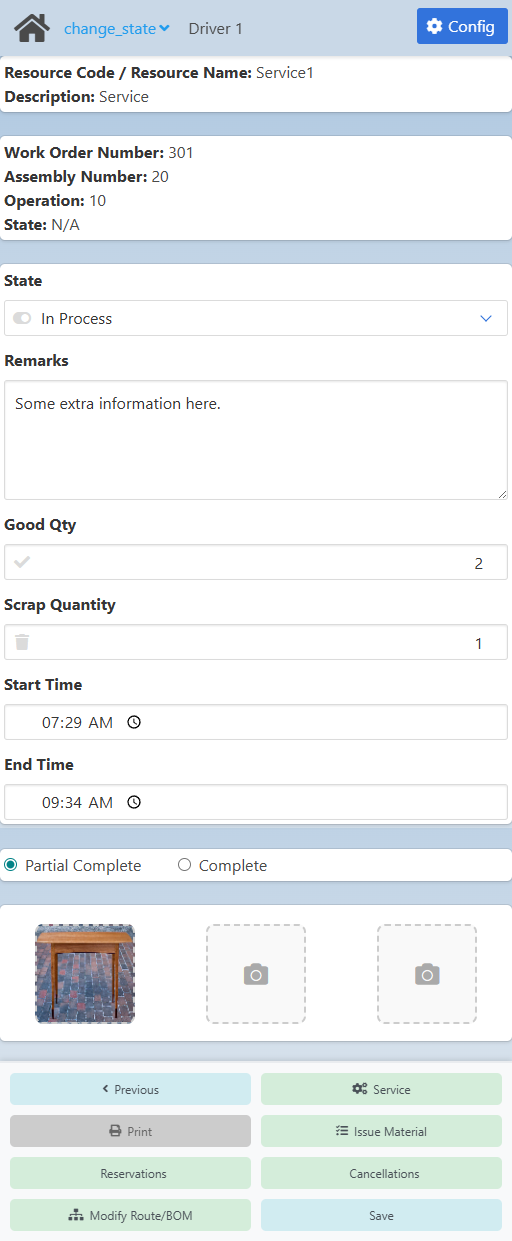 change_state Driver 1 Config
Resource Code / Resource Name: Service1
Description: Service
Work Order Number: 301
Assembly Number: 20
Operation: 10
State: N/A
State
In Process
Remarks
Some extra information here.
Good Qty
2
Scrap Quantity
1
Start Time
07:29 AM
End Time
09:34 AM
Partial Complete Complete
Previous Service
Print Issue Material
Reservations Cancellations
Modify Route/BOM Save